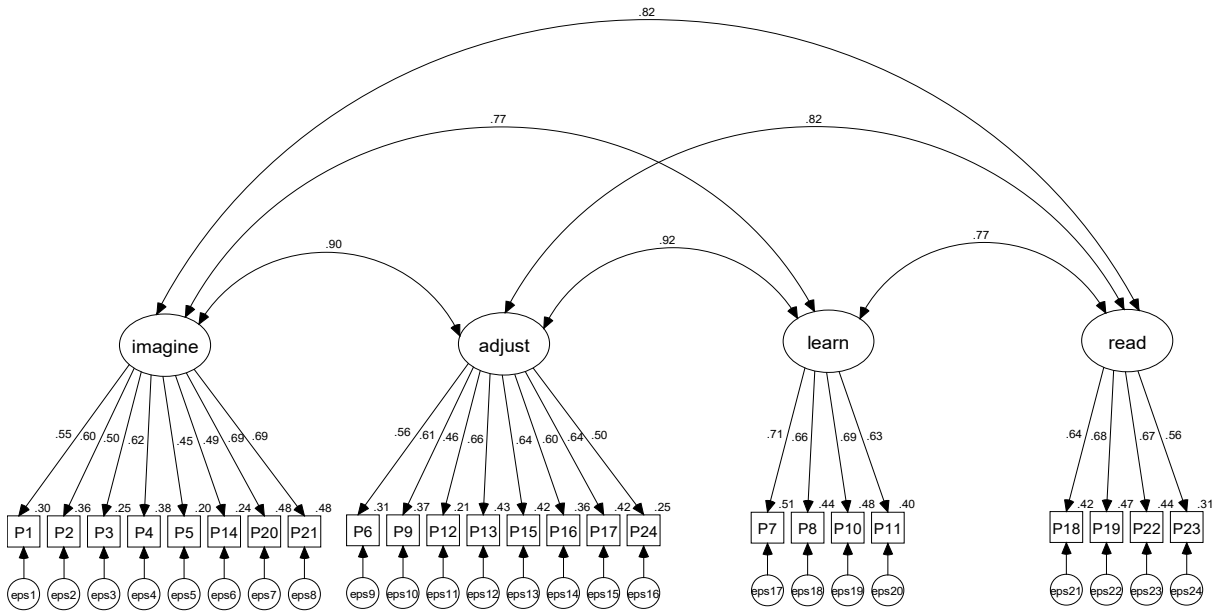 .82
.77 .82
.90 .92 .77
imagine adjust learn read
.55 .60 .50 .62 .45 .49 .69 .69 .56 .61 .46 .66 .64 .60 .64 .50 .71 .66 .69 .63 .64 .68 .67 .56
.30 .36 .25 .38 .20 .24 .48 .48 .31 .37 .21 .43 .42 .36 .42 .25 .51 .44 .48 .40 .42 .47 .44 .31
P1 P2 P3 P4 P5 P14 P20 P21 P6 P9 P12 P13 P15 P16 P17 P24 P7 P8 P10 P11 P18 P19 P22 P23
eps1 eps2 eps3 eps4 eps5 eps6 eps7 eps8 eps9 eps10 eps11 eps12 eps13 eps14 eps15 eps16 eps17 eps18 eps19 eps20 eps21 eps22 eps23 eps24